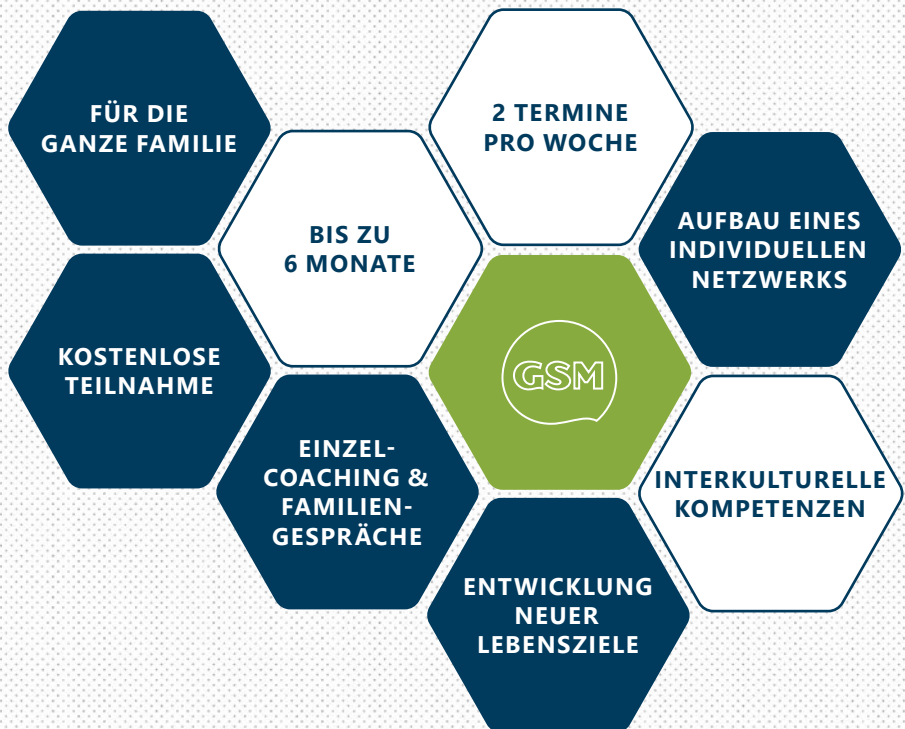 FÜR DIE
GANZE FAMILIE
2 TERMINE
PRO WOCHE
BIS ZU
6 MONATE
AUFBAU EINES
INDIVIDUELLEN
NETZWERKS
KOSTENLOSE
TEILNAHME
GSM
EINZEL-
COACHING &
FAMILIEN-
GESPRÄCHE
INTERKULTURELLE
KOMPETENZEN
ENTWICKLUNG
NEUER
LEBENSZIELE